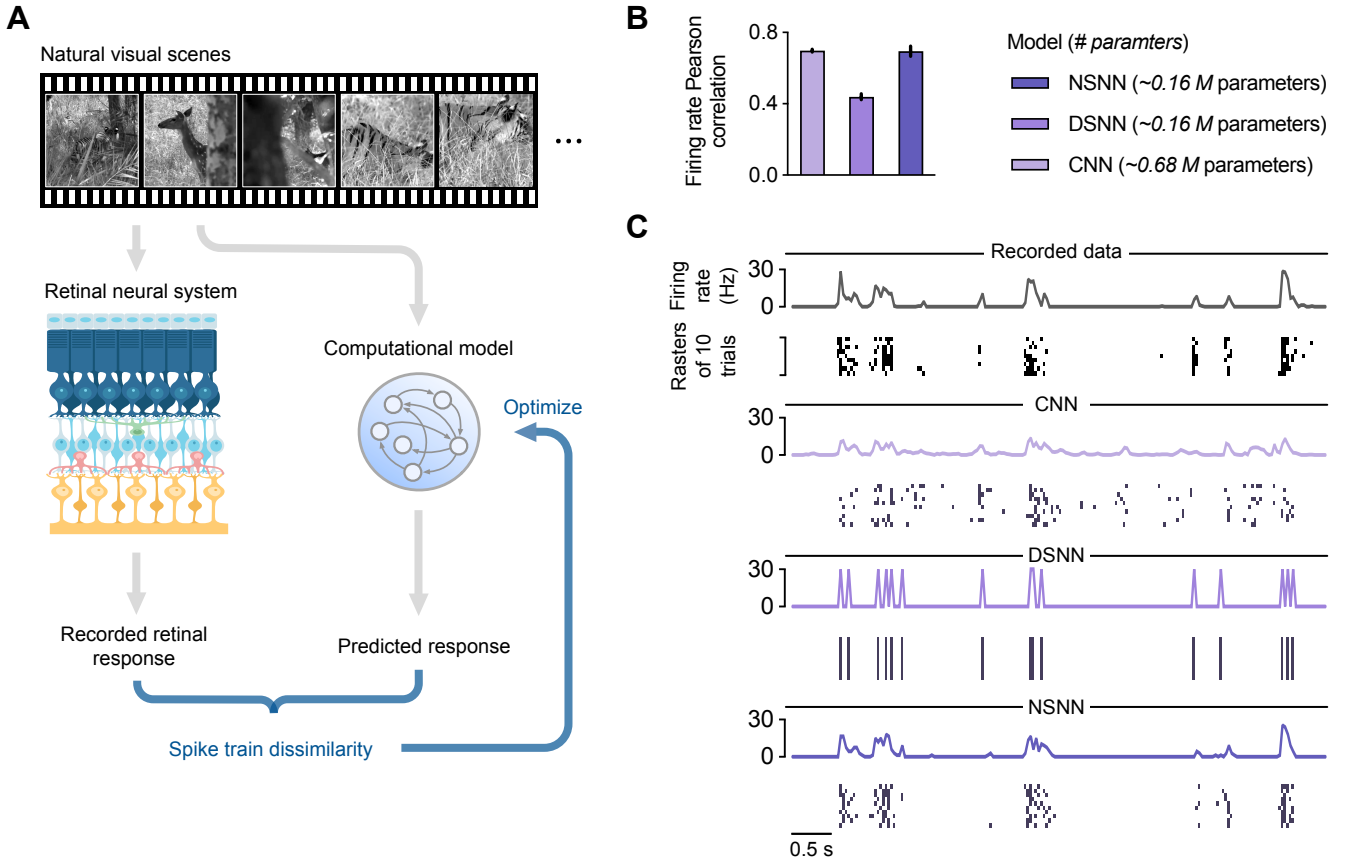 A
Natural visual scenes
...
Retinal neural system
Computational model
Optimize
Recorded retinal
response
Predicted response
Spike train dissimilarity
B
Firing rate Pearson
correlation
0.8
0.4
0.0
Model (# paramters)
NSNN (~0.16 M parameters)
DSNN (~0.16 M parameters)
CNN (~0.68 M parameters)
C
Recorded data
Firing
rate
(Hz)
30
0
Rasters
of 10
trials
CNN
30
0
DSNN
30
0
NSNN
30
0
0.5 s